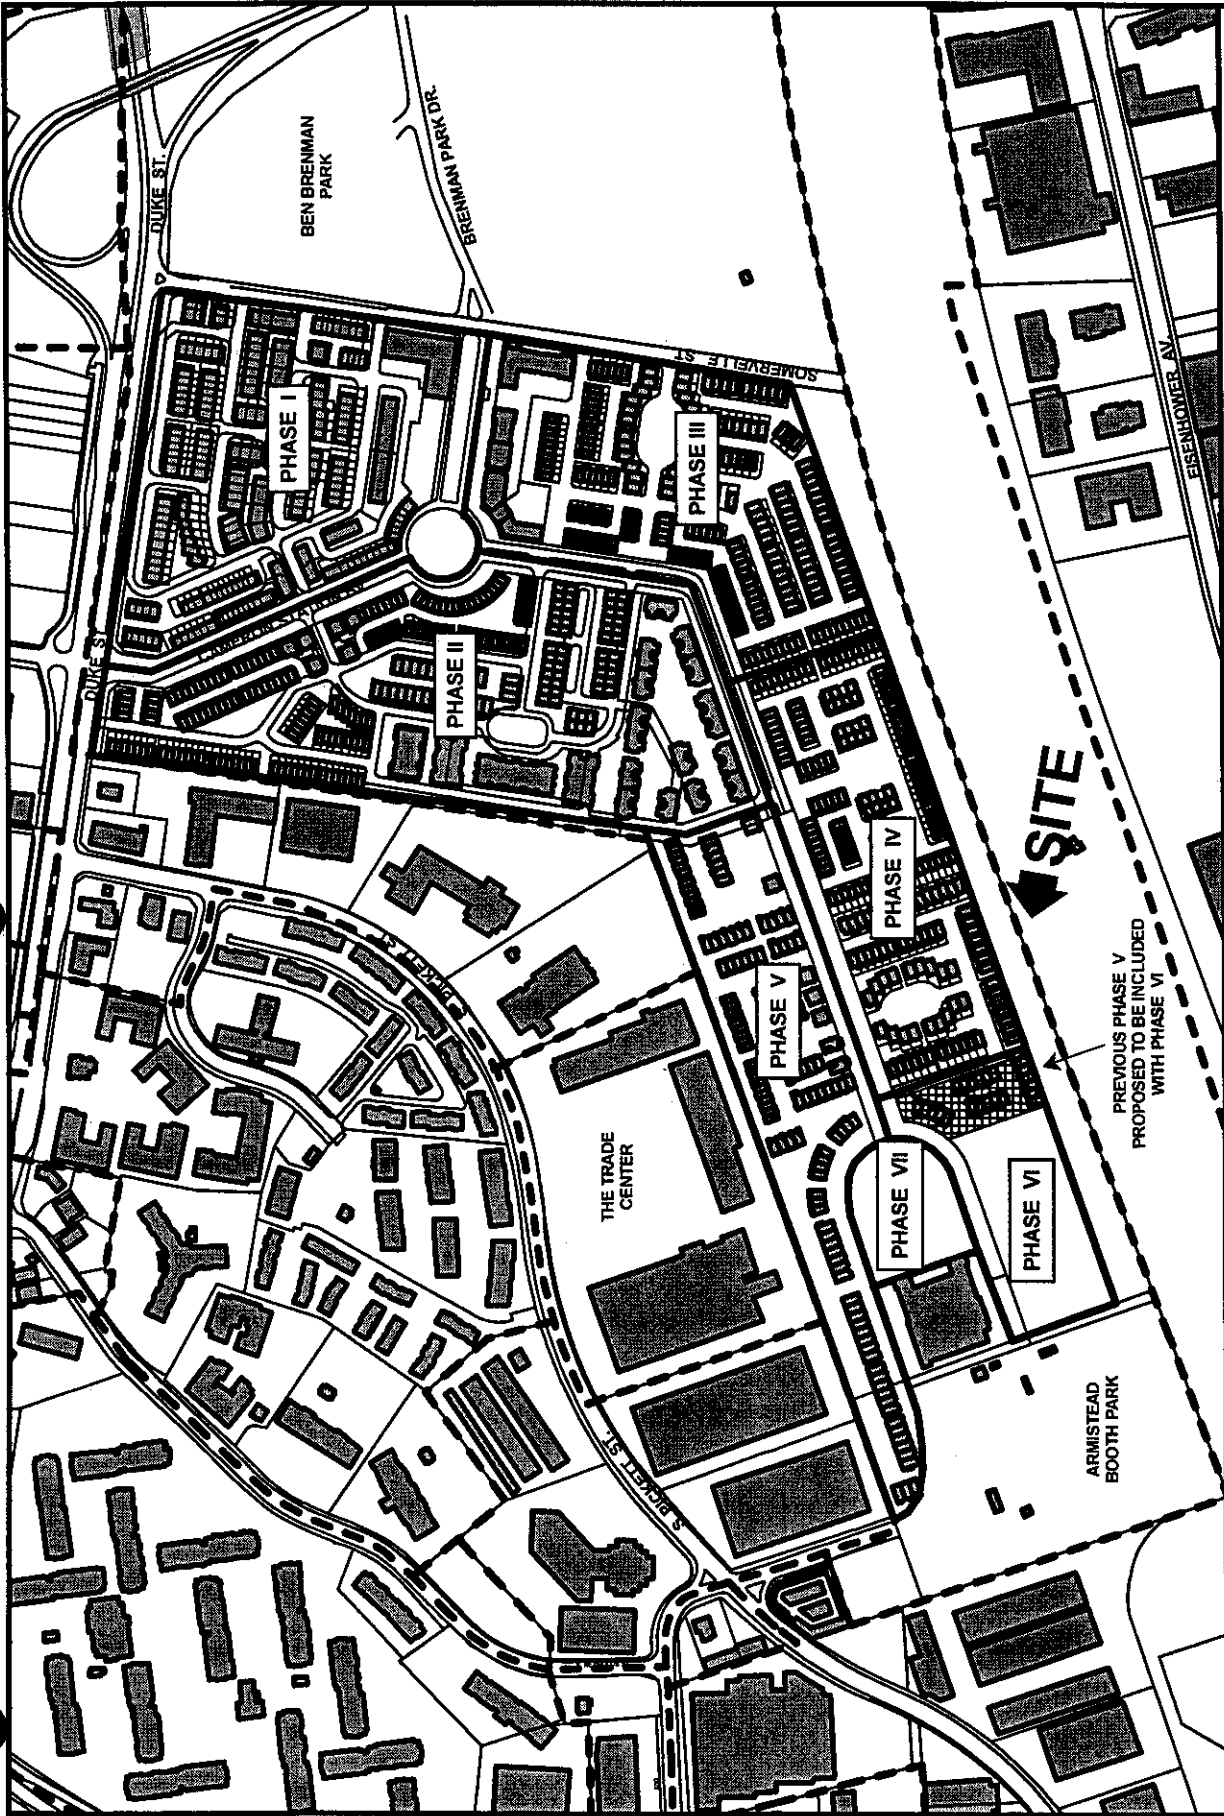 DUKE ST.
BEN BRENMAN
PARK
BRENMAN PARK DR.
DUKE S
PHASE I
SOMERVELLE ST
PHASE III
PHASE II
EISENHOWER AV.
SITE
PHASE IV
PHASE V
PREVIOUS PHASE V
PROPOSED TO BE INCLUDED
WITH PHASE VI
PHASE VII
PHASE VI
THE TRADE
CENTER
S. PICKETT ST.
ARMISTEAD
BOOTH PARK